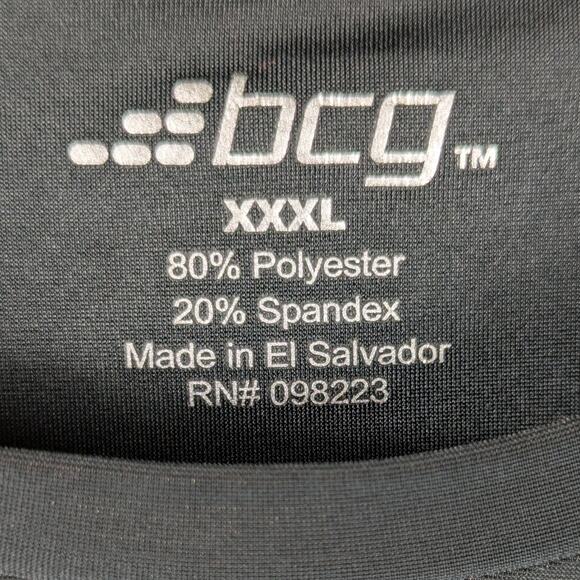 bcg™
XXXL
80% Polyester
20% Spandex
Made in El Salvador
RN# 098223